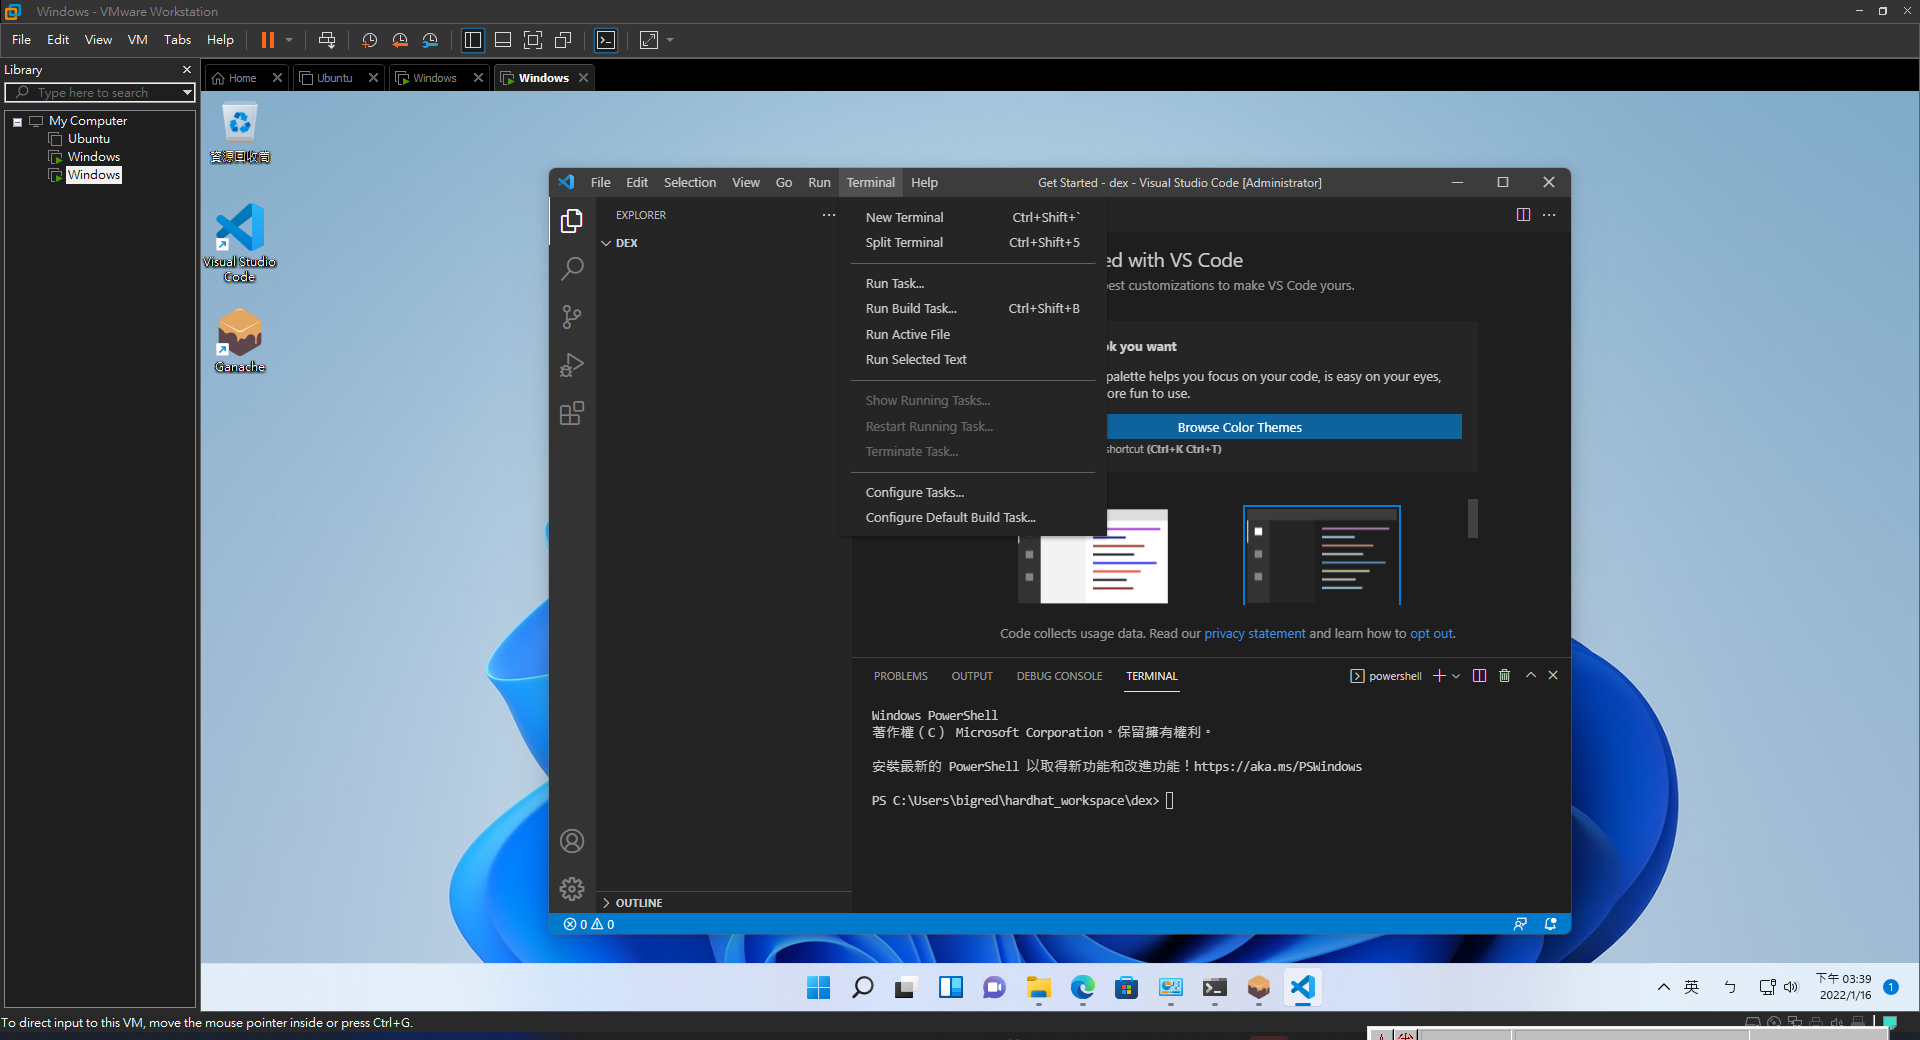 Windows - VMware Workstation
File Edit View VM Tabs Help
Library
Type here to search
My Computer
Ubuntu
Windows
Windows
Home
Ubuntu
Windows
Windows
資源回收筒
Visual Studio
Code
Ganache
File Edit Selection View Go Run Terminal Help
Get Started - dex - Visual Studio Code [Administrator]
EXPLORER
DEX
New Terminal Ctrl+Shift+`
Split Terminal Ctrl+Shift+5
Run Task...
Run Build Task... Ctrl+Shift+B
Run Active File
Run Selected Text
Show Running Tasks...
Restart Running Task...
Terminate Task...
Configure Tasks...
Configure Default Build Task...
ed with VS Code
est customizations to make VS Code yours.
ok you want
palette helps you focus on your code, is easy on your eyes,
ore fun to use.
Browse Color Themes
shortcut (Ctrl+K Ctrl+T)
Code collects usage data. Read our privacy statement and learn how to opt out.
PROBLEMS OUTPUT DEBUG CONSOLE TERMINAL
powershell
Windows PowerShell
著作權（C） Microsoft Corporation。保留擁有權利。
安裝最新的 PowerShell 以取得新功能和改進功能！https://aka.ms/PSWindows
PS C:\Users\bigred\hardhat_workspace\dex>
OUTLINE
0 0
英
ㄅ
下午 03:39
2022/1/16
1
To direct input to this VM, move the mouse pointer inside or press Ctrl+G.